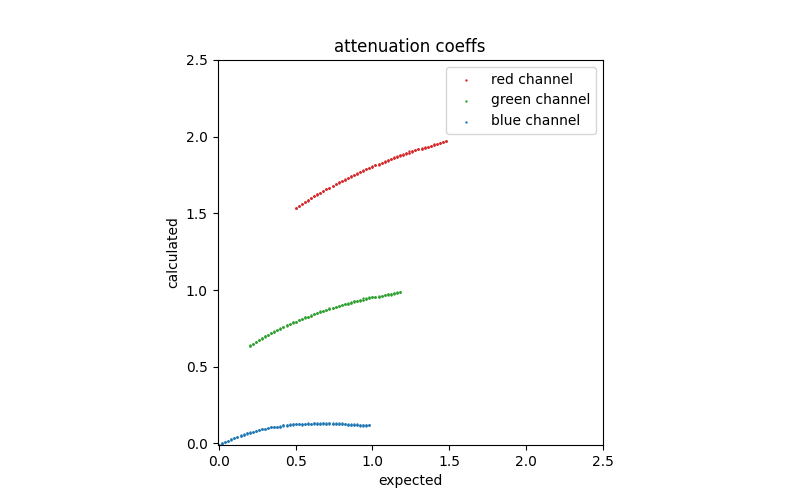 attenuation coeffs
2.5
2.0
1.5
1.0
0.5
0.0
calculated
red channel
green channel
blue channel
0.0 0.5 1.0 1.5 2.0 2.5
expected